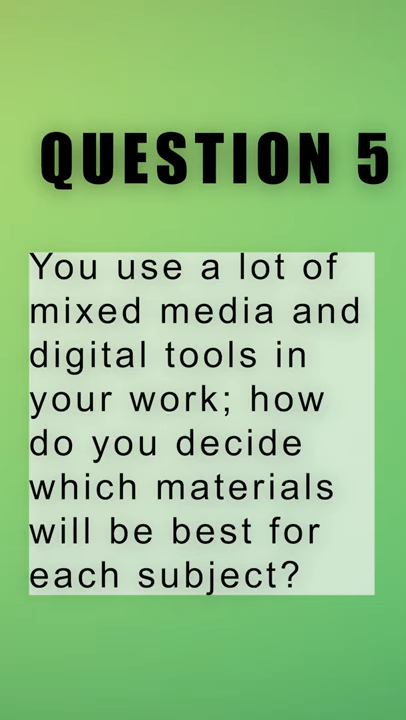 QUESTION 5
You use a lot of
mixed media and
digital tools in
your work; how
do you decide
which materials
will be best for
each subject?